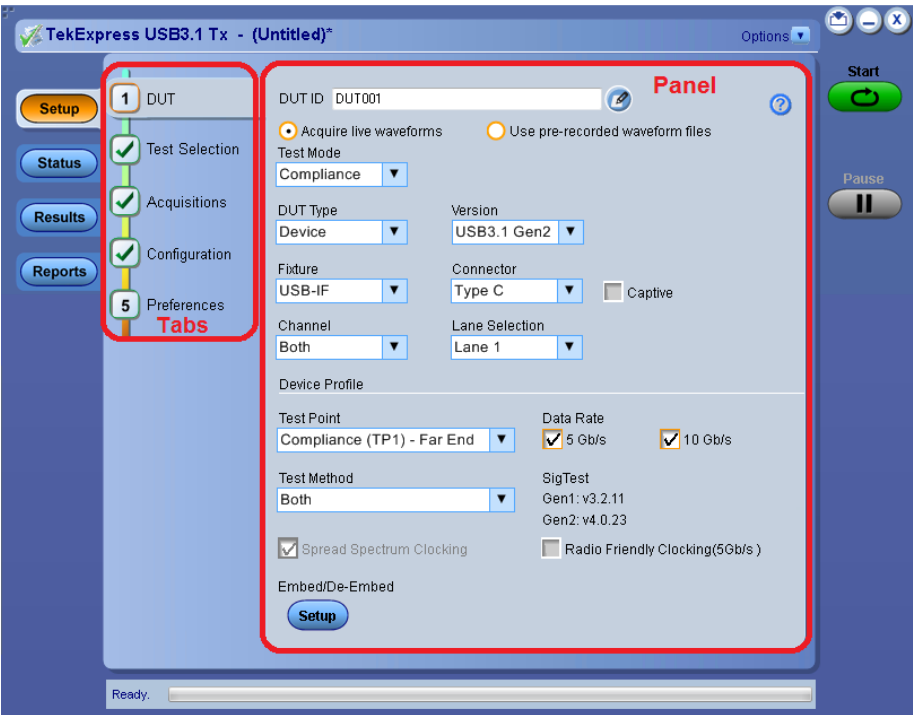 TekExpress USB3.1 Tx - (Untitled)*
Options
Start
Pause
Setup
Status
Results
Reports
1 DUT
Test Selection
Acquisitions
Configuration
5 Preferences
Tabs
Panel
DUT ID DUT001
Acquire live waveforms Use pre-recorded waveform files
Test Mode
Compliance
DUT Type Version
Device USB3.1 Gen2
Fixture Connector
USB-IF Type C Captive
Channel Lane Selection
Both Lane 1
Device Profile
Test Point Data Rate
Compliance (TP1) - Far End 5 Gb/s 10 Gb/s
Test Method SigTest
Both Gen1: v3.2.11
Gen2: v4.0.23
Spread Spectrum Clocking Radio Friendly Clocking(5Gb/s )
Embed/De-Embed
Setup
Ready.